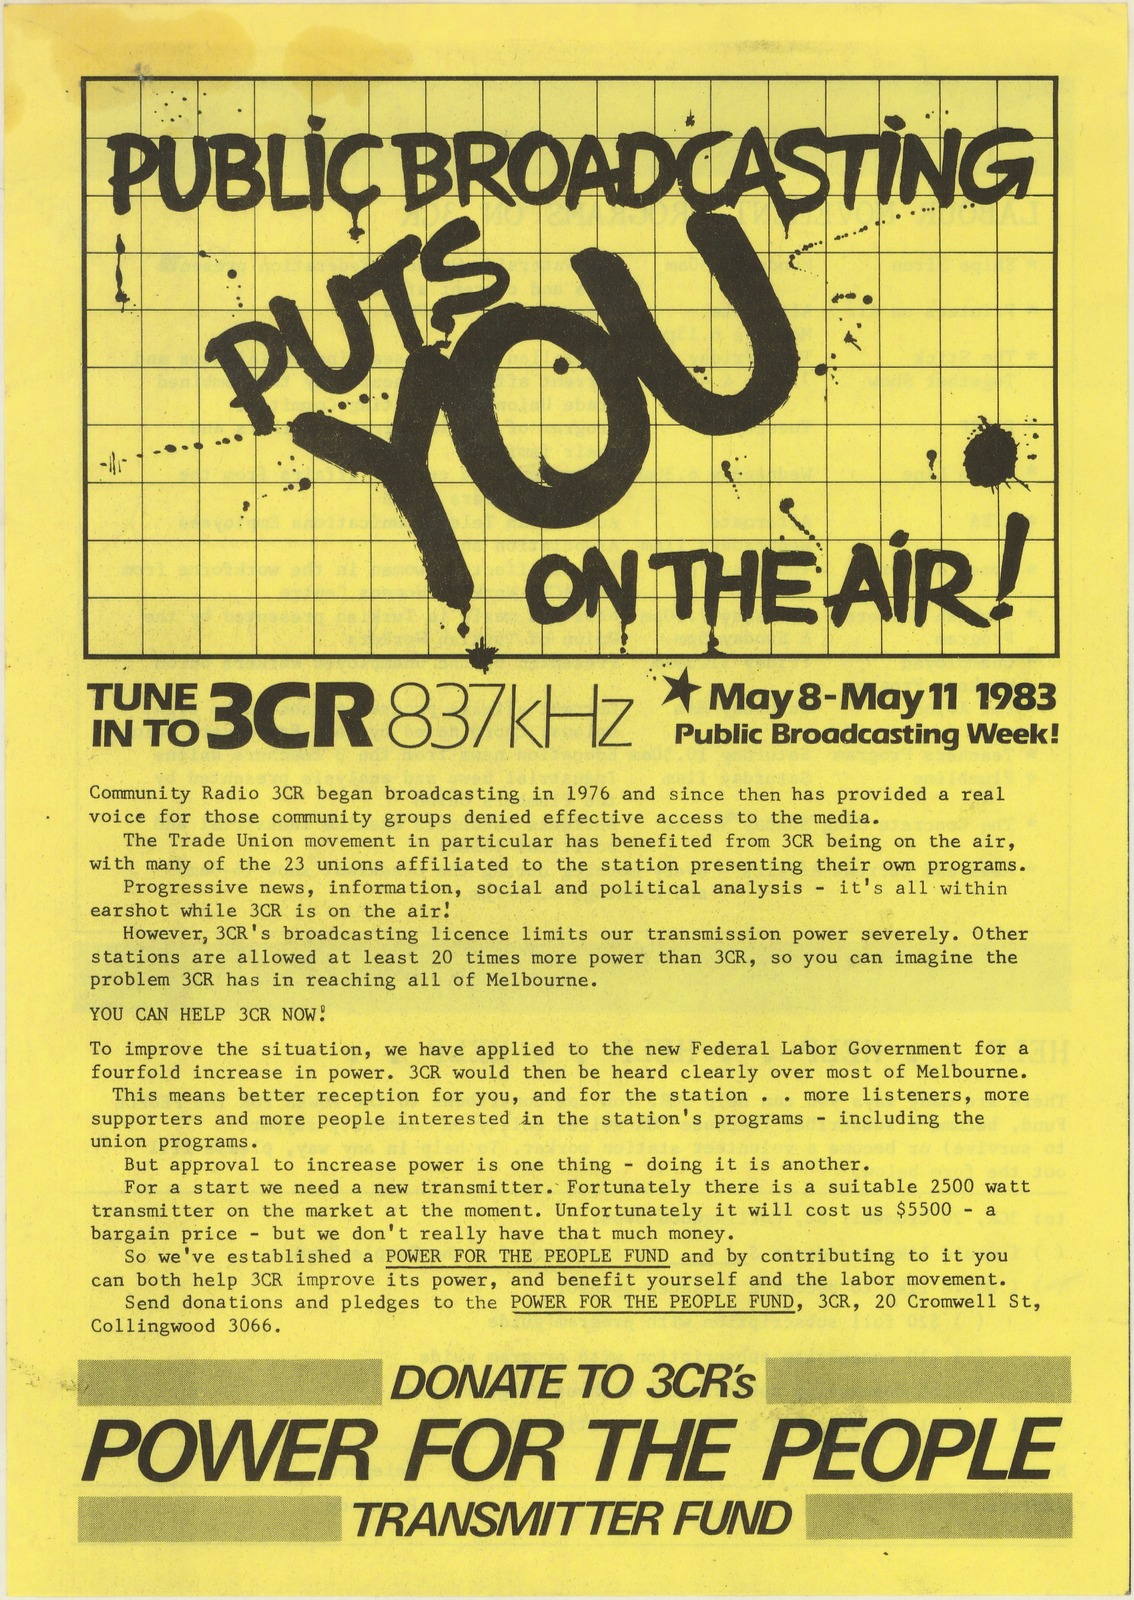 PUBLIC BROADCASTING
PUTS
YOU
ON THE AIR!
TUNE
IN TO 3CR 837kHz
May 8-May 11 1983
Public Broadcasting Week!
Community Radio 3CR began broadcasting in 1976 and since then has provided a real
voice for those community groups denied effective access to the media.
The Trade Union movement in particular has benefited from 3CR being on the air,
with many of the 23 unions affiliated to the station presenting their own programs.
Progressive news, information, social and political analysis - it's all within
earshot while 3CR is on the air!
However, 3CR's broadcasting licence limits our transmission power severely. Other
stations are allowed at least 20 times more power than 3CR, so you can imagine the
problem 3CR has in reaching all of Melbourne.
YOU CAN HELP 3CR NOW!
To improve the situation, we have applied to the new Federal Labor Government for a
fourfold increase in power. 3CR would then be heard clearly over most of Melbourne.
This means better reception for you, and for the station . . more listeners, more
supporters and more people interested in the station's programs - including the
union programs.
But approval to increase power is one thing - doing it is another.
For a start we need a new transmitter. Fortunately there is a suitable 2500 watt
transmitter on the market at the moment. Unfortunately it will cost us $5500 - a
bargain price - but we don't really have that much money.
So we've established a POWER FOR THE PEOPLE FUND and by contributing to it you
can both help 3CR improve its power, and benefit yourself and the labor movement.
Send donations and pledges to the POWER FOR THE PEOPLE FUND, 3CR, 20 Cromwell St,
Collingwood 3066.
DONATE TO 3CR's
POWER FOR THE PEOPLE
TRANSMITTER FUND